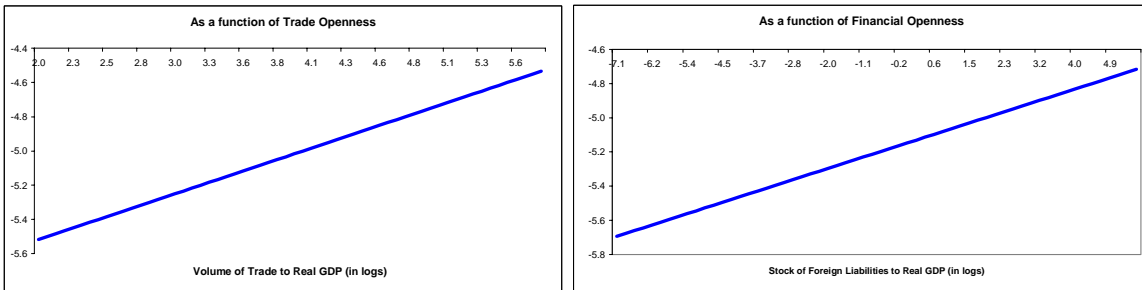 As a function of Trade Openness
-4.4
2.0 2.3 2.5 2.8 3.0 3.3 3.6 3.8 4.1 4.3 4.6 4.8 5.1 5.3 5.6
-4.6
-4.8
-5.0
-5.2
-5.4
-5.6
Volume of Trade to Real GDP (in logs)
As a function of Financial Openness
-4.6
-7.1 -6.2 -5.4 -4.5 -3.7 -2.8 -2.0 -1.1 -0.2 0.6 1.5 2.3 3.2 4.0 4.9
-4.8
-5.0
-5.2
-5.4
-5.6
-5.8
Stock of Foreign Liabilities to Real GDP (in logs)